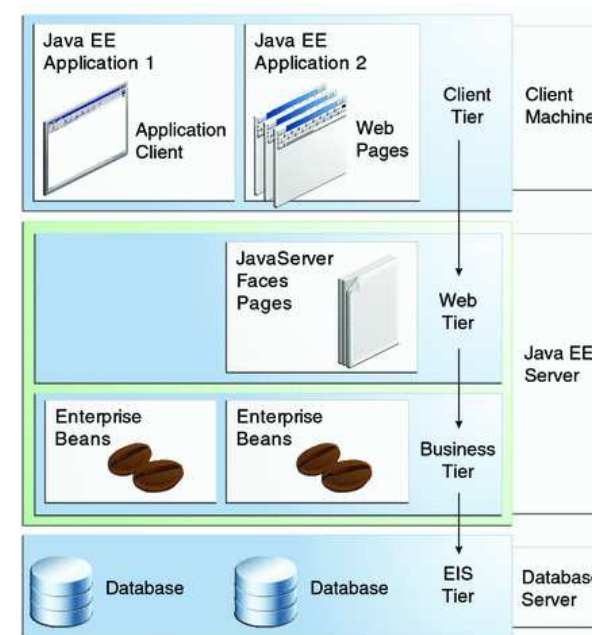 Java EE
Application 1
Application
Client
Java EE
Application 2
Web
Pages
Client
Tier
Client
Machine
JavaServer
Faces
Pages
Web
Tier
Java EE
Server
Enterprise
Beans
Enterprise
Beans
Business
Tier
Database
Database
EIS
Tier
Database
Server